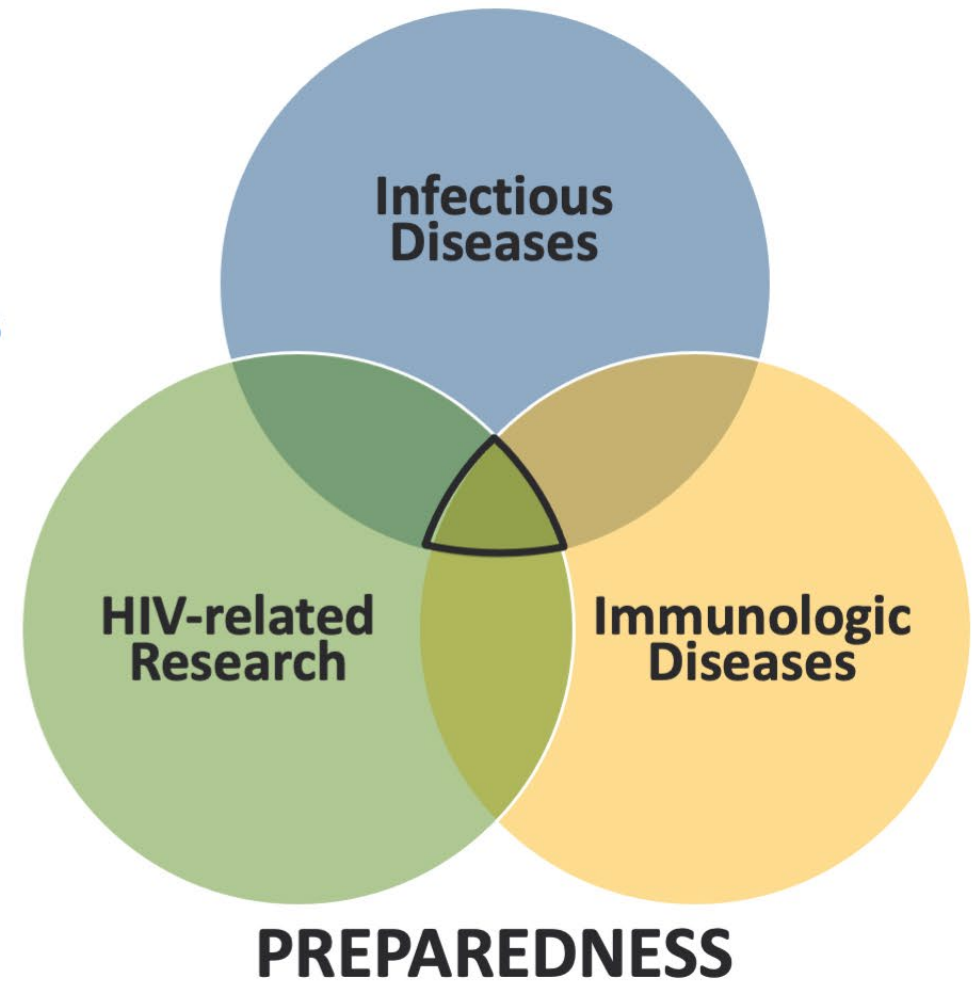 Infectious
Diseases
HIV-related
Research
Immunologic
Diseases
PREPAREDNESS